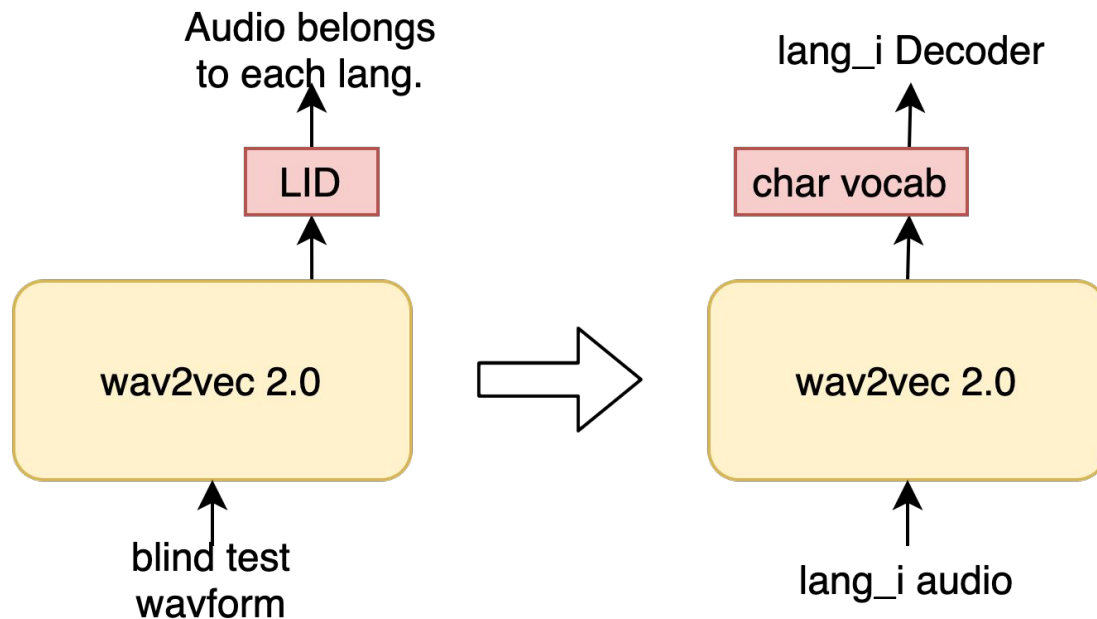 Audio belongs
to each lang.
LID
wav2vec 2.0
blind test
wavform
lang_i Decoder
char vocab
wav2vec 2.0
lang_i audio